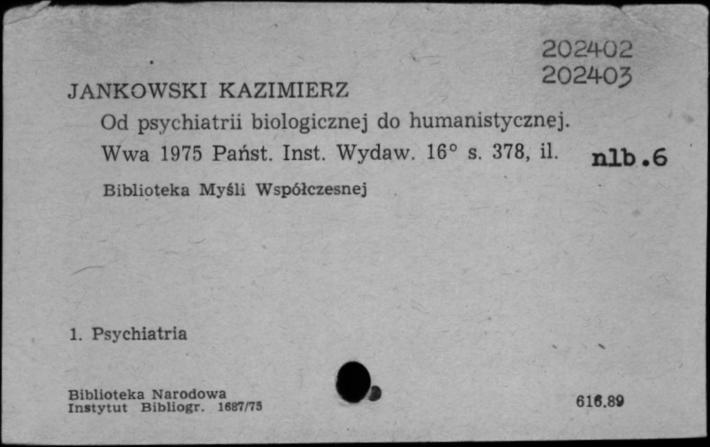 202402
202403
JANKOWSKI KAZIMIERZ
Od psychiatrii biologicznej do humanistycznej.
Wwa 1975 Państ. Inst. Wydaw. 16° s. 378, il. nlb.6
Biblioteka Myśli Współczesnej
1. Psychiatria
Biblioteka Narodowa
Instytut Bibliogr. 1687/75
616.89